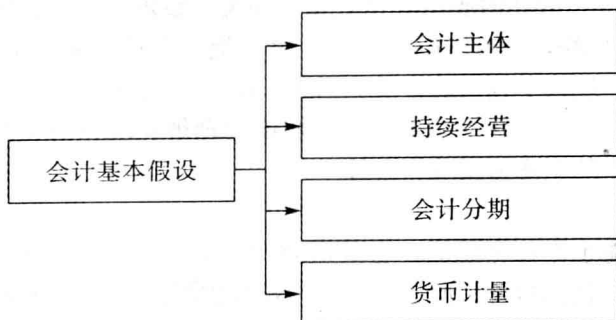 会计主体
持续经营
会计基本假设
会计分期
货币计量